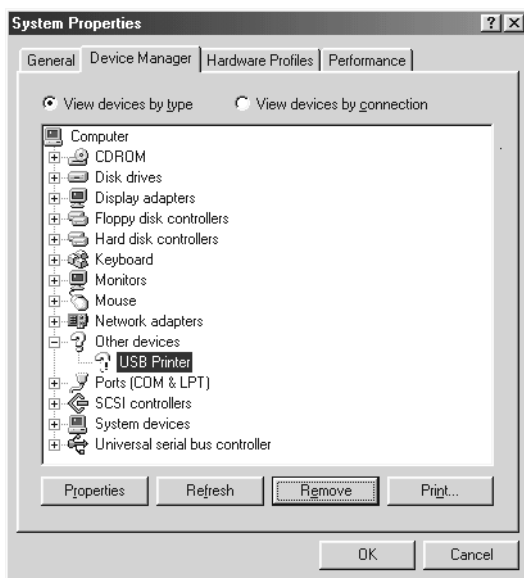 System Properties
? x
General Device Manager Hardware Profiles Performance
View devices by type View devices by connection
Computer
CDROM
Disk drives
Display adapters
Floppy disk controllers
Hard disk controllers
Keyboard
Monitors
Mouse
Network adapters
Other devices
USB Printer
Ports (COM & LPT)
SCSI controllers
System devices
Universal serial bus controller
Properties Refresh Remove Print...
OK Cancel